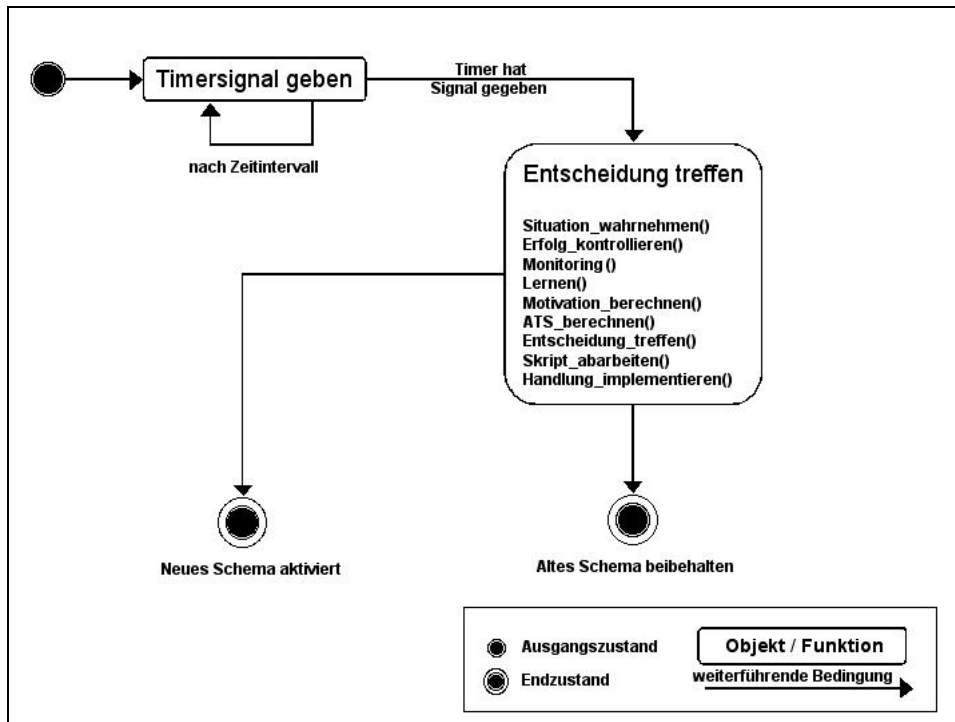 Timersignal geben
Timer hat
Signal gegeben
nach Zeitintervall
Entscheidung treffen
Situation_wahrnehmen()
Erfolg_kontrollieren()
Monitoring()
Lernen()
Motivation_berechnen()
ATS_berechnen()
Entscheidung_treffen()
Skript_abarbeiten()
Handlung_implementieren()
Neues Schema aktiviert
Altes Schema beibehalten
Ausgangszustand
Objekt / Funktion
Endzustand
weiterführende Bedingung